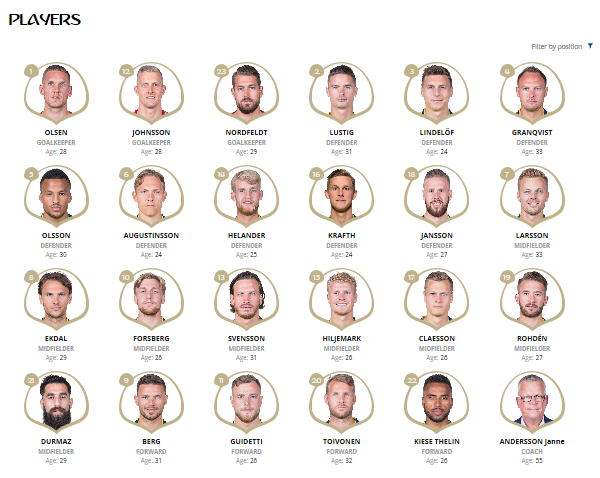 PLAYERS
Filter by position
1 12 23 2 3 4
OLSEN JOHNSSON NORDFELDT LUSTIG LINDELÖF GRANQVIST
GOALKEEPER GOALKEEPER GOALKEEPER DEFENDER DEFENDER DEFENDER
Age: 28 Age: 28 Age: 29 Age: 31 Age: 24 Age: 33
5 6 14 16 18 7
OLSSON AUGUSTINSSON HELANDER KRAFTH JANSSON LARSSON
DEFENDER DEFENDER DEFENDER DEFENDER DEFENDER MIDFIELDER
Age: 30 Age: 24 Age: 25 Age: 24 Age: 27 Age: 33
8 10 13 15 17 19
EKDAL FORSBERG SVENSSON HILJEMARK CLAESSON ROHDÉN
MIDFIELDER MIDFIELDER MIDFIELDER MIDFIELDER MIDFIELDER MIDFIELDER
Age: 29 Age: 26 Age: 31 Age: 26 Age: 26 Age: 27
21 9 11 20 22
DURMAZ BERG GUIDETTI TOIVONEN KIESE THELIN ANDERSSON Janne
MIDFIELDER FORWARD FORWARD FORWARD FORWARD COACH
Age: 29 Age: 31 Age: 26 Age: 32 Age: 26 Age: 55